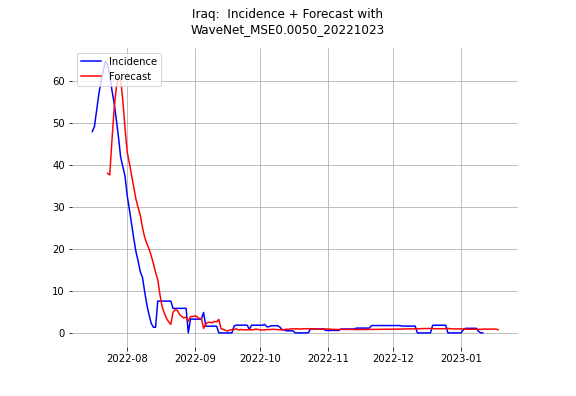 Iraq:  Incidence + Forecast with
WaveNet_MSE0.0050_20221023
Incidence
Forecast
60
50
40
30
20
10
0
2022-08 2022-09 2022-10 2022-11 2022-12 2023-01